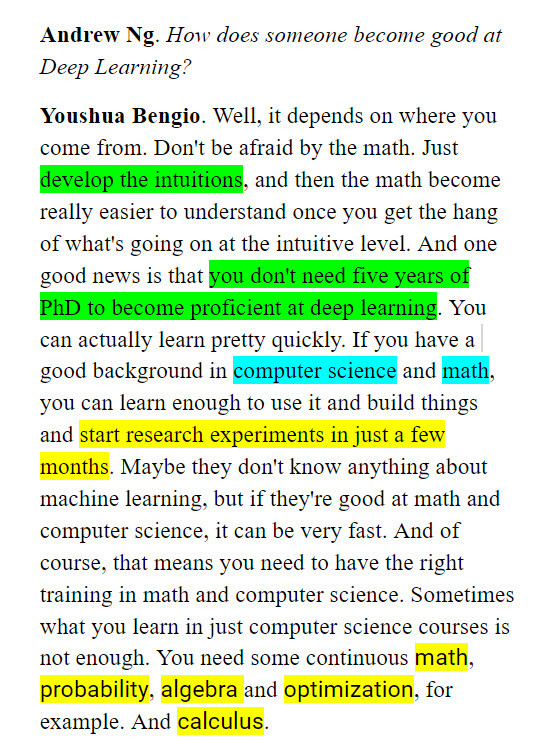 Andrew Ng. How does someone become good at
Deep Learning?
Youshua Bengio. Well, it depends on where you
come from. Don't be afraid by the math. Just
develop the intuitions, and then the math become
really easier to understand once you get the hang
of what's going on at the intuitive level. And one
good news is that you don't need five years of
PhD to become proficient at deep learning. You
can actually learn pretty quickly. If you have a
good background in computer science and math,
you can learn enough to use it and build things
and start research experiments in just a few
months. Maybe they don't know anything about
machine learning, but if they're good at math and
computer science, it can be very fast. And of
course, that means you need to have the right
training in math and computer science. Sometimes
what you learn in just computer science courses is
not enough. You need some continuous math,
probability, algebra and optimization, for
example. And calculus.